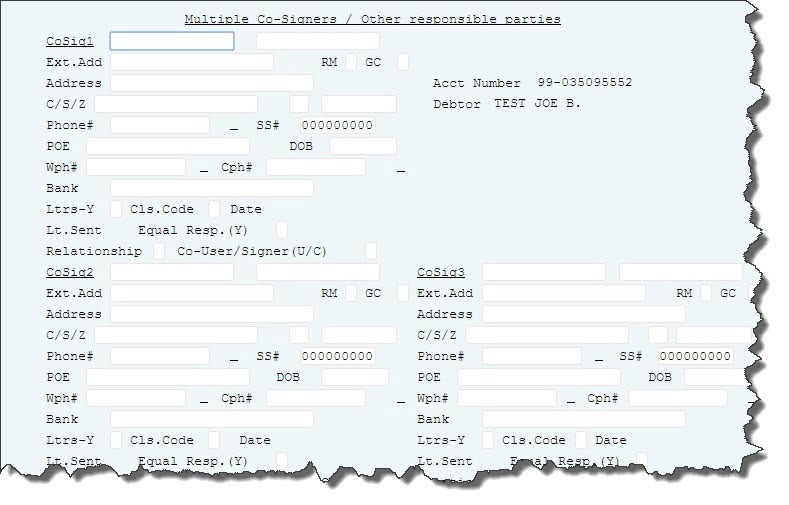 Multiple Co-Signers / Other responsible parties
CoSig1
Ext.Add RM GC
Address Acct Number 99-035095552
C/S/Z Debtor TEST JOE B.
Phone# _ SS# 000000000
POE DOB
Wph# _ Cph# _
Bank
Ltrs-Y Cls.Code Date
Lt.Sent Equal Resp.(Y)
Relationship Co-User/Signer(U/C)
CoSig2 CoSig3
Ext.Add RM GC Ext.Add RM GC
Address Address
C/S/Z C/S/Z
Phone# _ SS# 000000000 Phone# _ SS# 000000000
POE DOB POE DOB
Wph# _ Cph# _ Wph# _ Cph#
Bank Bank
Ltrs-Y Cls.Code Date Ltrs-Y Cls.Code Date
Lt.Sent Equal Resp.(Y) Lt.Sent Equal Resp.(Y)